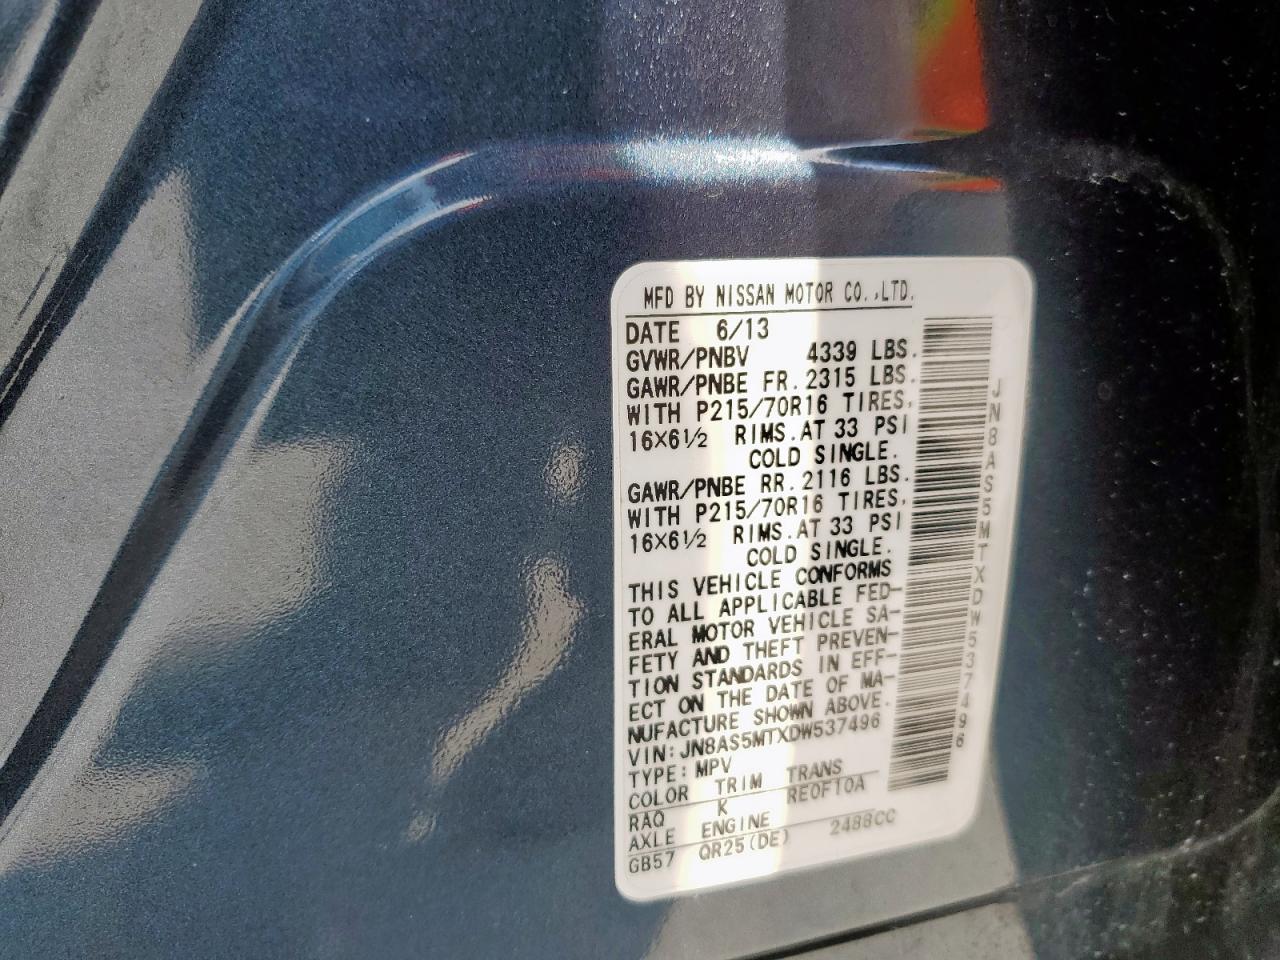 MFD BY NISSAN MOTOR CO.,LTD.
DATE 6/13
GVWR/PNBV 4339 LBS.
GAWR/PNBE FR. 2315 LBS.
WITH P215/70R16 TIRES,
16X6½ RIMS.AT 33 PSI
COLD SINGLE.
GAWR/PNBE RR. 2116 LBS.
WITH P215/70R16 TIRES,
16X6½ RIMS.AT 33 PSI
COLD SINGLE.
THIS VEHICLE CONFORMS
TO ALL APPLICABLE FED-
ERAL MOTOR VEHICLE SA-
FETY AND THEFT PREVEN-
TION STANDARDS IN EFF-
ECT ON THE DATE OF MA-
NUFACTURE SHOWN ABOVE.
VIN: JN8AS5MTXDW537496
TYPE: MPV
COLOR TRIM TRANS
RAQ K RE0F10A
AXLE ENGINE
GB57 QR25(DE) 2488CC
JN8AS5MTXDW537496